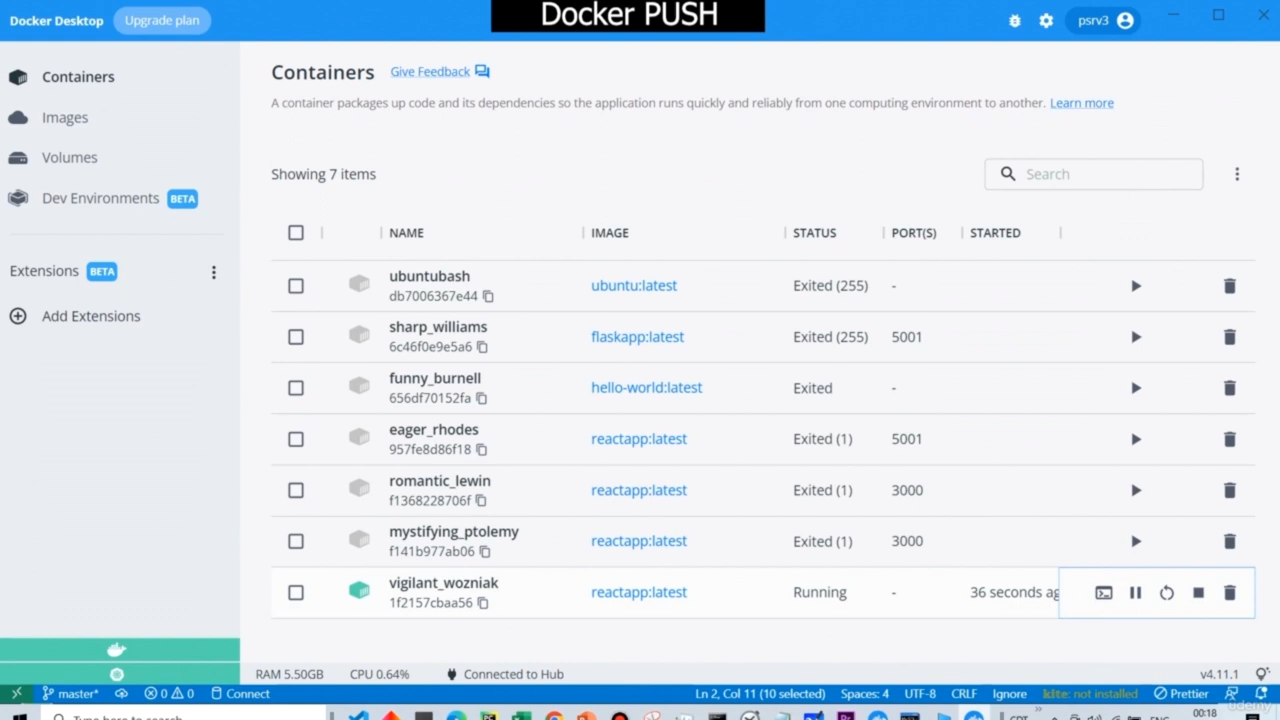 Docker PUSH
Docker Desktop Upgrade plan psrv3
Containers
Images
Volumes
Dev Environments BETA
Extensions BETA
Add Extensions
Containers Give Feedback
A container packages up code and its dependencies so the application runs quickly and reliably from one computing environment to another. Learn more
Showing 7 items Search
NAME IMAGE STATUS PORT(S) STARTED
ubuntubash
db7006367e44
ubuntu:latest Exited (255) -
sharp_williams
6c46f0e9e5a6
flaskapp:latest Exited (255) 5001
funny_burnell
656df70152fa
hello-world:latest Exited -
eager_rhodes
957fe8d86f18
reactapp:latest Exited (1) 5001
romantic_lewin
f1368228706f
reactapp:latest Exited (1) 3000
mystifying_ptolemy
f141b977ab06
reactapp:latest Exited (1) 3000
vigilant_wozniak
1f2157cbaa56
reactapp:latest Running - 36 seconds ag
RAM 5.50GB CPU 0.64% Connected to Hub v4.11.1
master* 0 0 Connect Ln 2, Col 11 (10 selected) Spaces: 4 UTF-8 CRLF Ignore kite: not installed Prettier
Type here to search 00:18
udemy